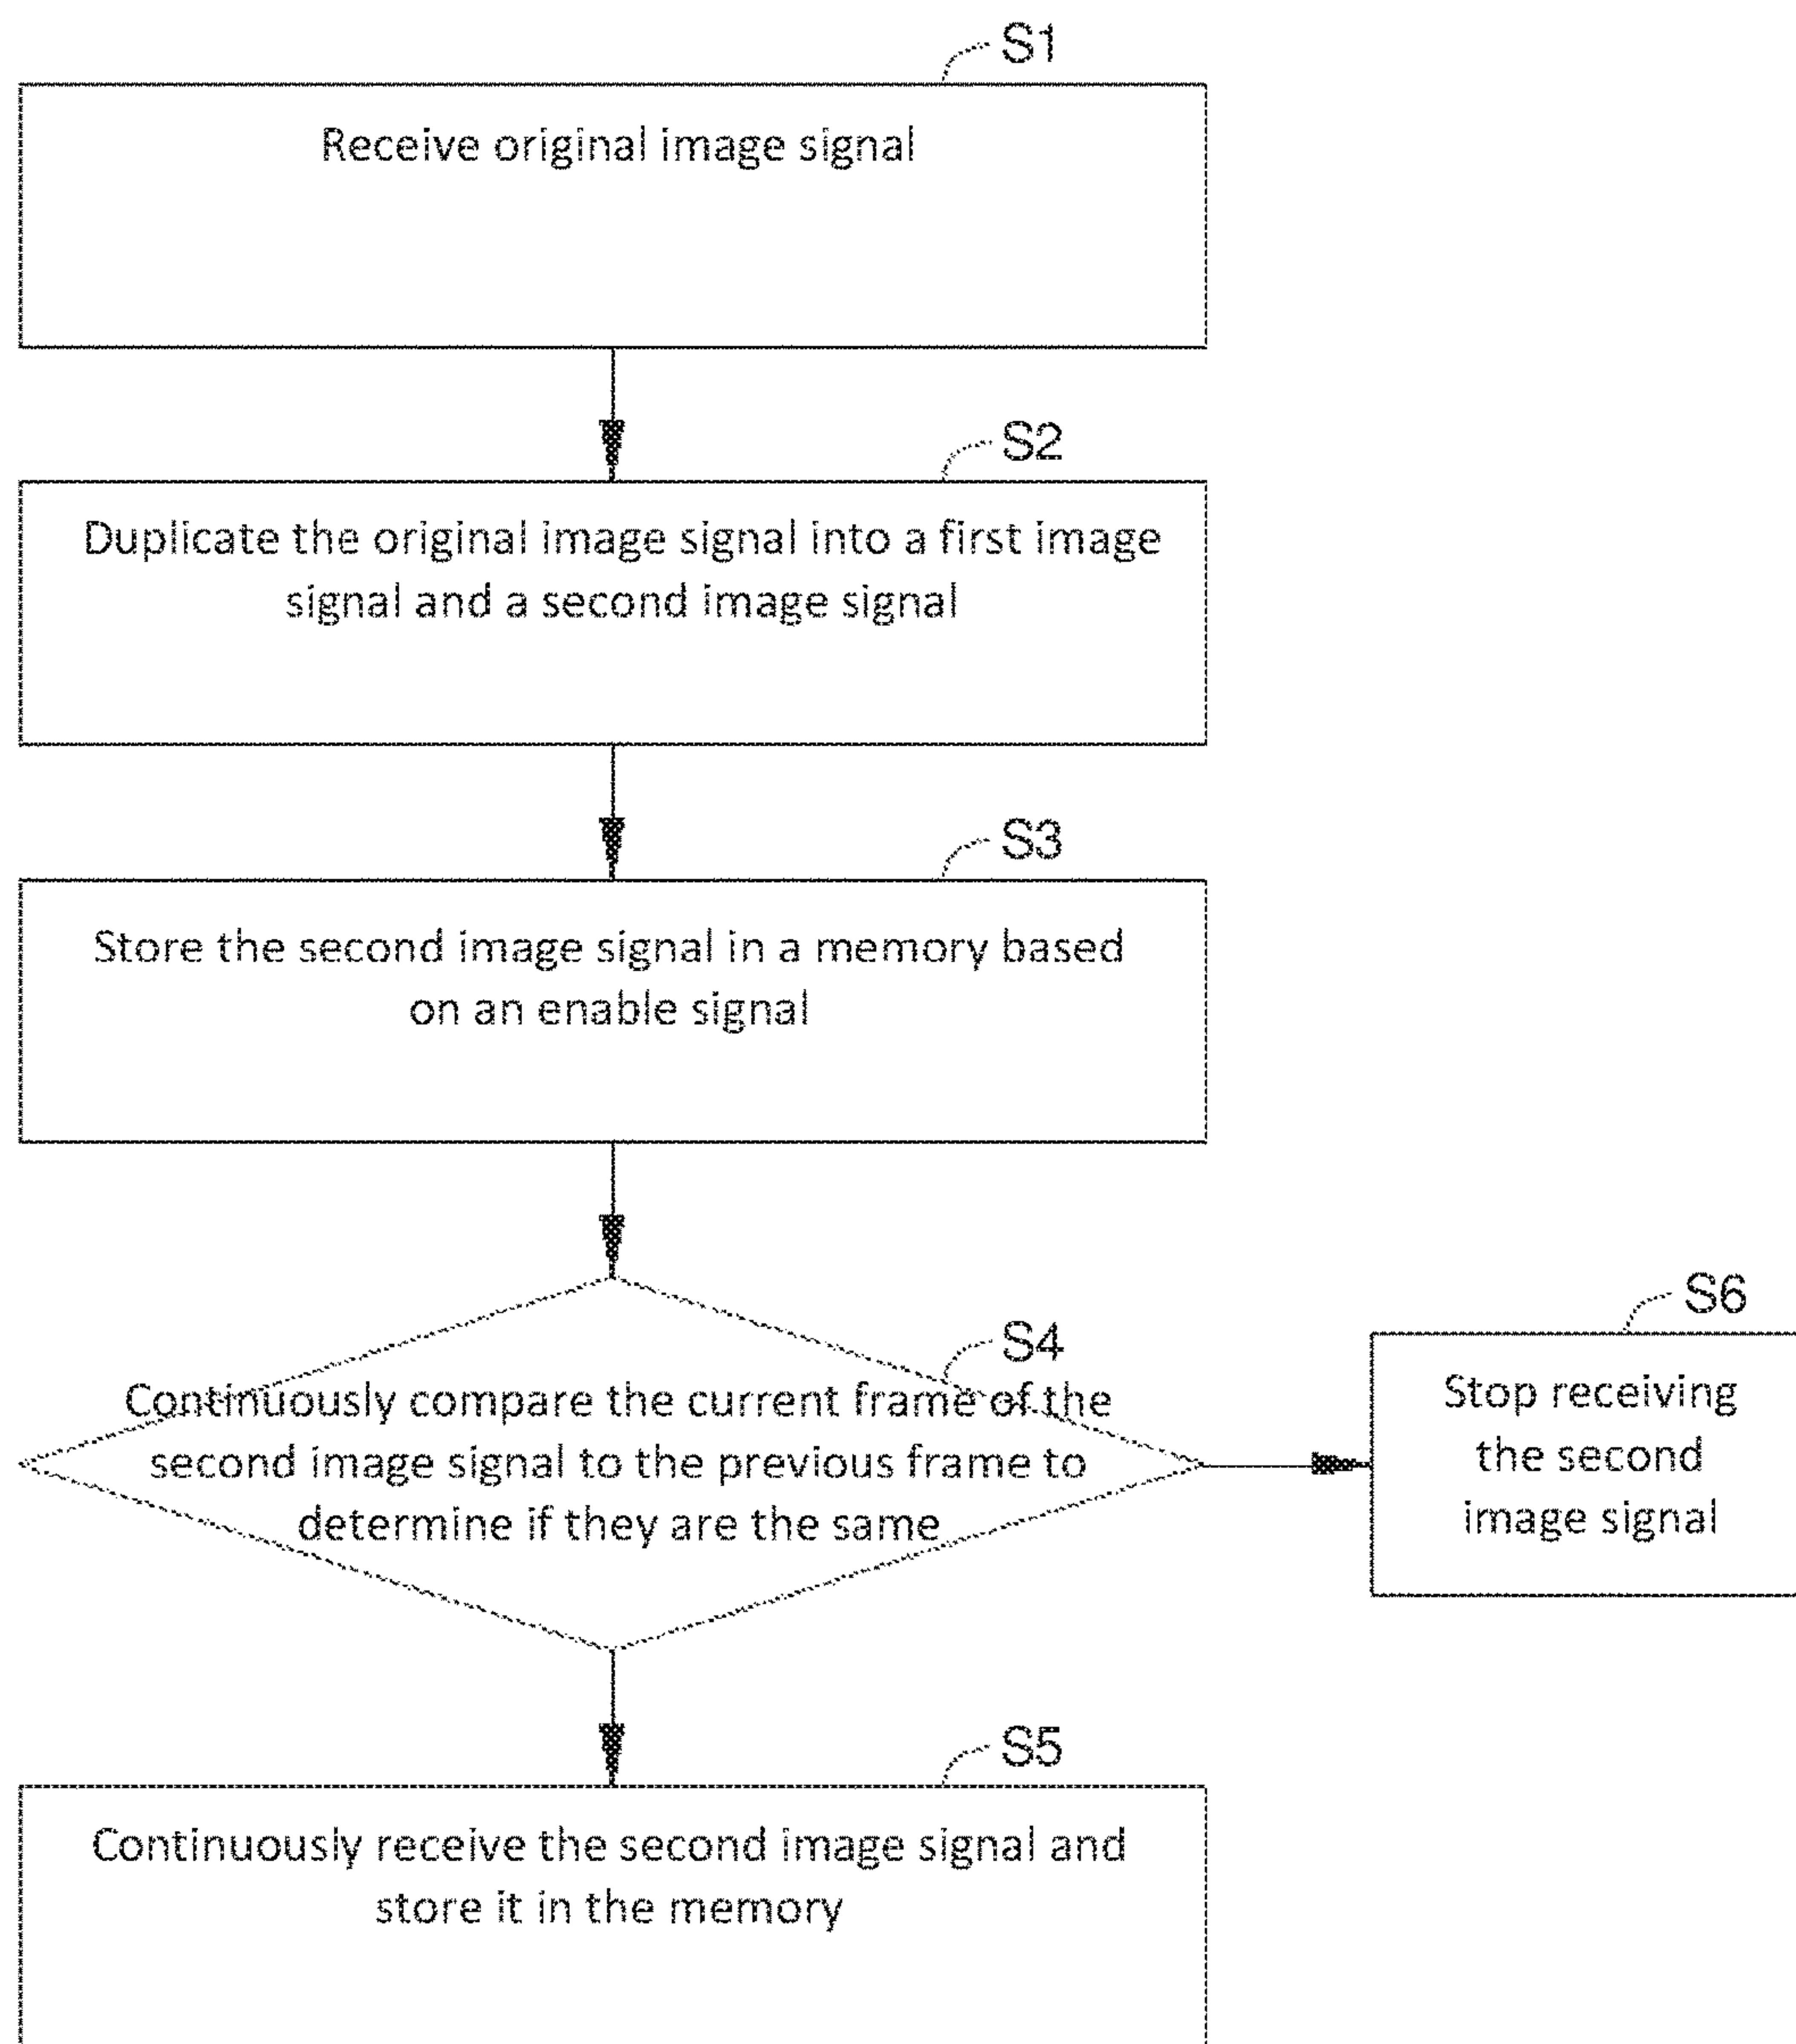 S1
Receive original image signal
S2
Duplicate the original image signal into a first image
signal and a second image signal
S3
Store the second image signal in a memory based
on an enable signal
S4
Continuously compare the current frame of the
second image signal to the previous frame to
determine if they are the same
S6
Stop receiving
the second
image signal
S5
Continuously receive the second image signal and
store it in the memory